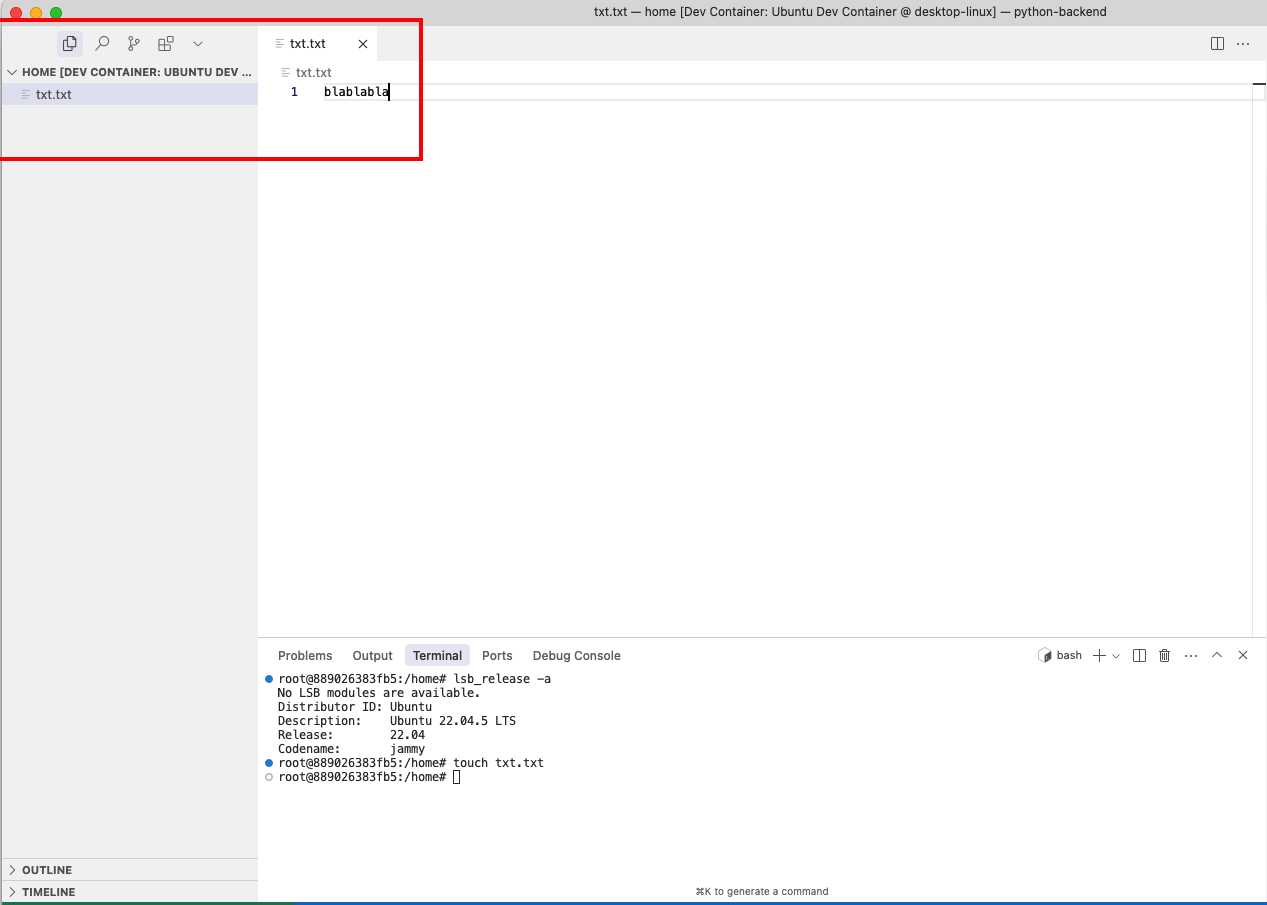 txt.txt — home [Dev Container: Ubuntu Dev Container @ desktop-linux] — python-backend
txt.txt
HOME [DEV CONTAINER: UBUNTU DEV ...
txt.txt
txt.txt
1 blablabla
Problems Output Terminal Ports Debug Console bash
root@889026383fb5:/home# lsb_release -a
No LSB modules are available.
Distributor ID: Ubuntu
Description: Ubuntu 22.04.5 LTS
Release: 22.04
Codename: jammy
root@889026383fb5:/home# touch txt.txt
root@889026383fb5:/home#
OUTLINE
TIMELINE
⌘K to generate a command